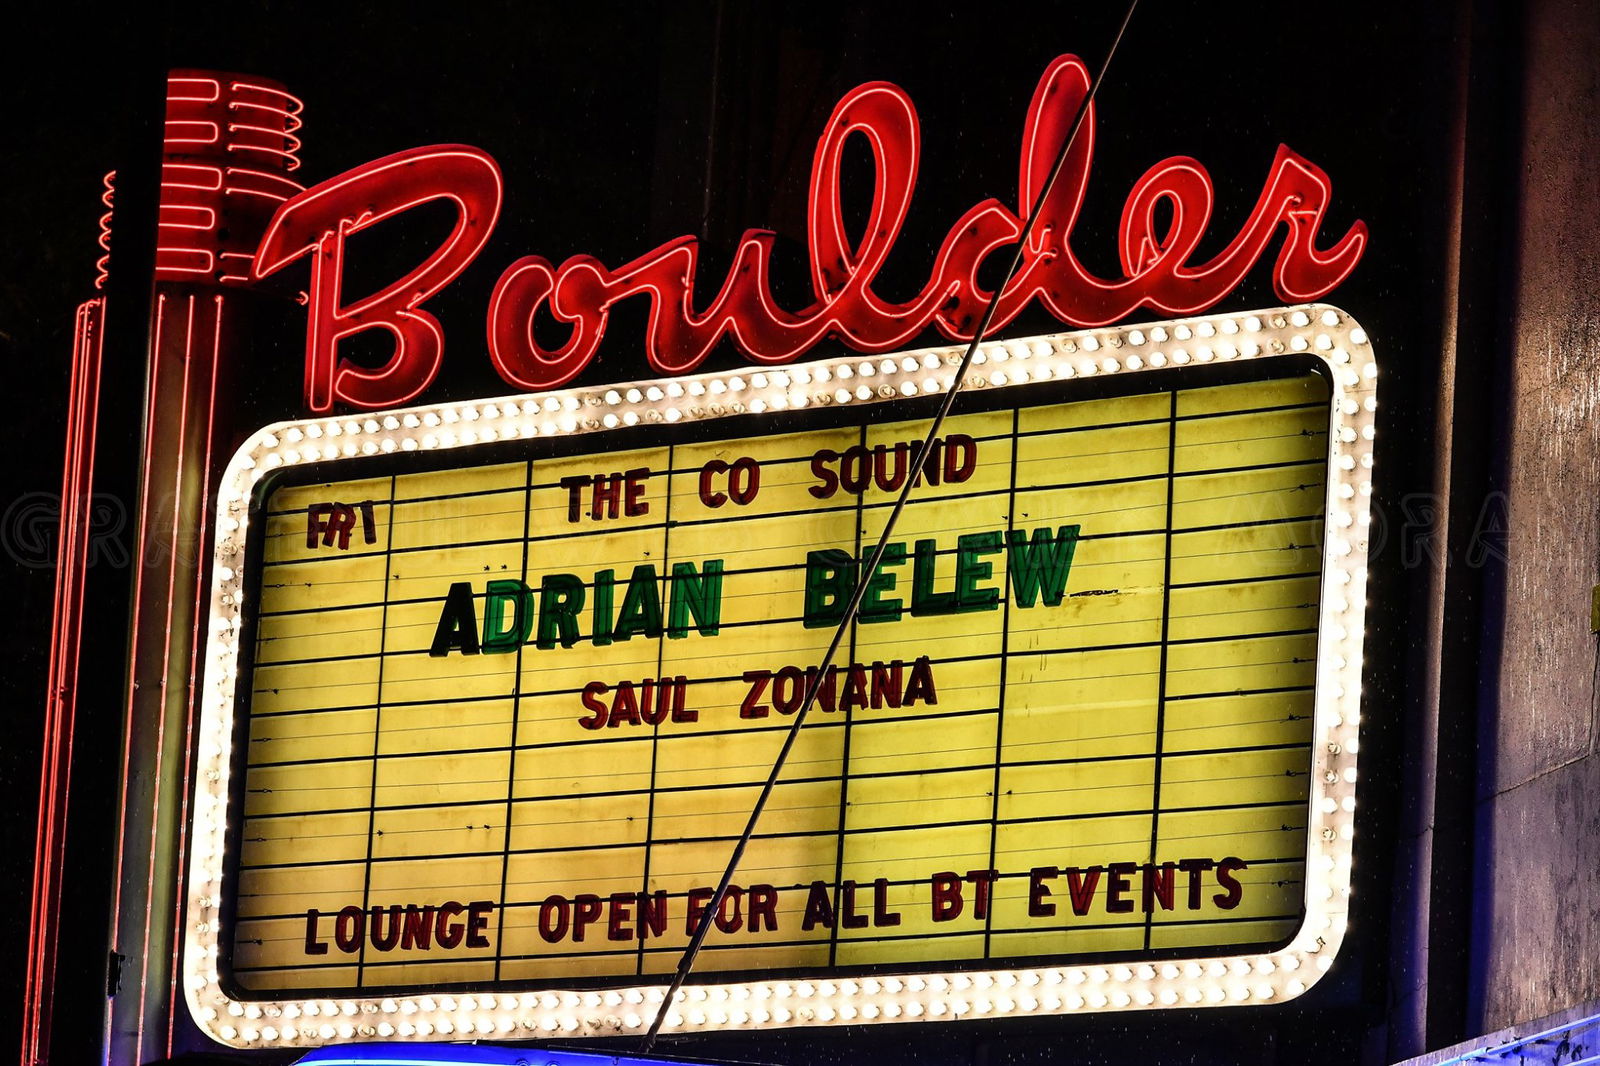 Boulder
FRI
THE CO SOUND
ADRIAN BELEW
SAUL ZONANA
LOUNGE OPEN FOR ALL BT EVENTS